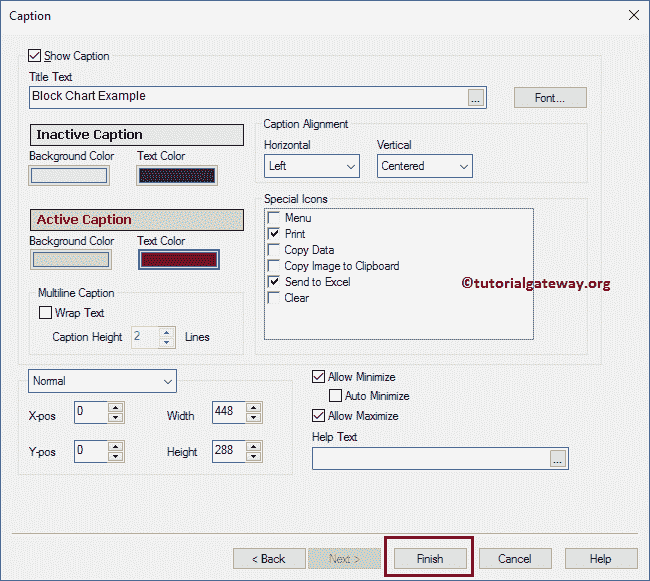 Caption
Show Caption
Title Text
Block Chart Example
...
Font...
Inactive Caption
Background Color
Text Color
Caption Alignment
Horizontal
Vertical
Left
Centered
Active Caption
Background Color
Text Color
Special Icons
Menu
Print
Copy Data
Copy Image to Clipboard
Send to Excel
Clear
©tutorialgateway.org
Multiline Caption
Wrap Text
Caption Height
2
Lines
Normal
X-pos
0
Width
448
Y-pos
0
Height
288
Allow Minimize
Auto Minimize
Allow Maximize
Help Text
...
< Back
Next >
Finish
Cancel
Help